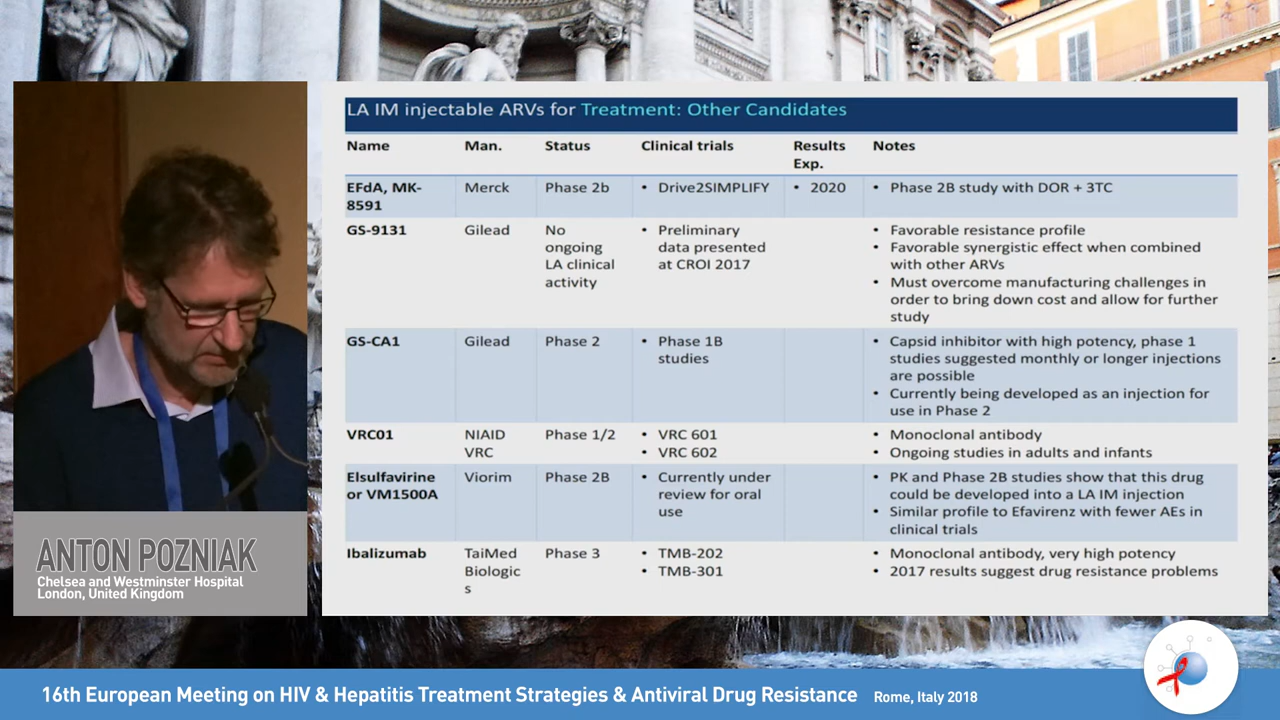 LA IM injectable ARVs for Treatment: Other Candidates
Name Man. Status Clinical trials Results Exp. Notes
EFdA, MK-8591 Merck Phase 2b • Drive2SIMPLIFY • 2020 • Phase 2B study with DOR + 3TC
GS-9131 Gilead No ongoing LA clinical activity • Preliminary data presented at CROI 2017 • Favorable resistance profile
• Favorable synergistic effect when combined with other ARVs
• Must overcome manufacturing challenges in order to bring down cost and allow for further study
GS-CA1 Gilead Phase 2 • Phase 1B studies • Capsid inhibitor with high potency, phase 1 studies suggested monthly or longer injections are possible
• Currently being developed as an injection for use in Phase 2
VRC01 NIAID VRC Phase 1/2 • VRC 601 • VRC 602 • Monoclonal antibody
• Ongoing studies in adults and infants
Elsulfavirine or VM1500A Viorim Phase 2B • Currently under review for oral use • PK and Phase 2B studies show that this drug could be developed into a LA IM injection
• Similar profile to Efavirenz with fewer AEs in clinical trials
Ibalizumab TaiMed Biologics Phase 3 • TMB-202 • TMB-301 • Monoclonal antibody, very high potency
• 2017 results suggest drug resistance problems
ANTON POZNIAK
Chelsea and Westminster Hospital
London, United Kingdom
16th European Meeting on HIV & Hepatitis Treatment Strategies & Antiviral Drug Resistance Rome, Italy 2018